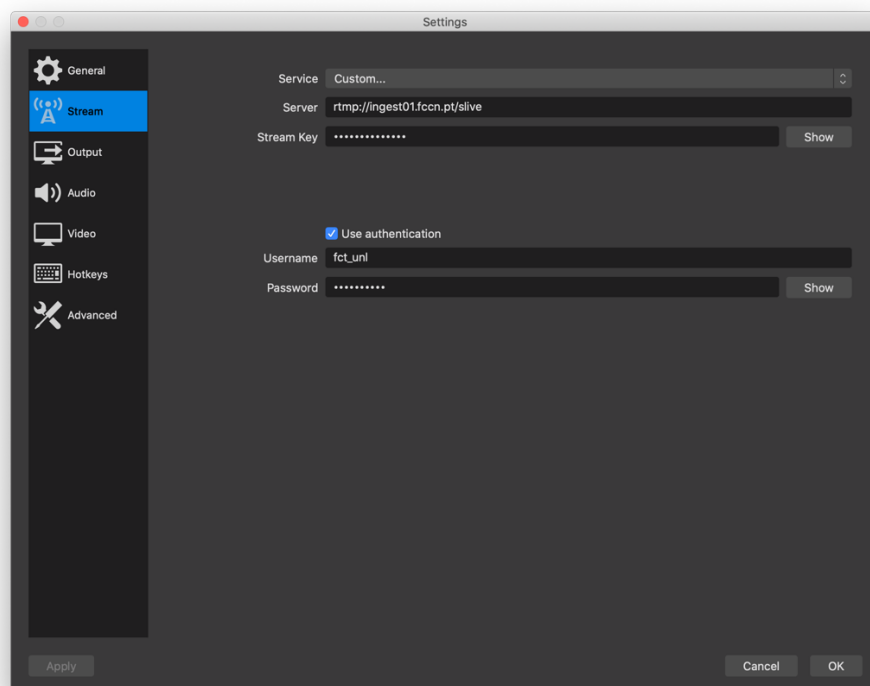 Settings
General
Stream
Output
Audio
Video
Hotkeys
Advanced
Service Custom...
Server rtmp://ingest01.fccn.pt/slive
Stream Key •••••••••••••• Show
Use authentication
Username fct_unl
Password •••••••••• Show
Apply Cancel OK